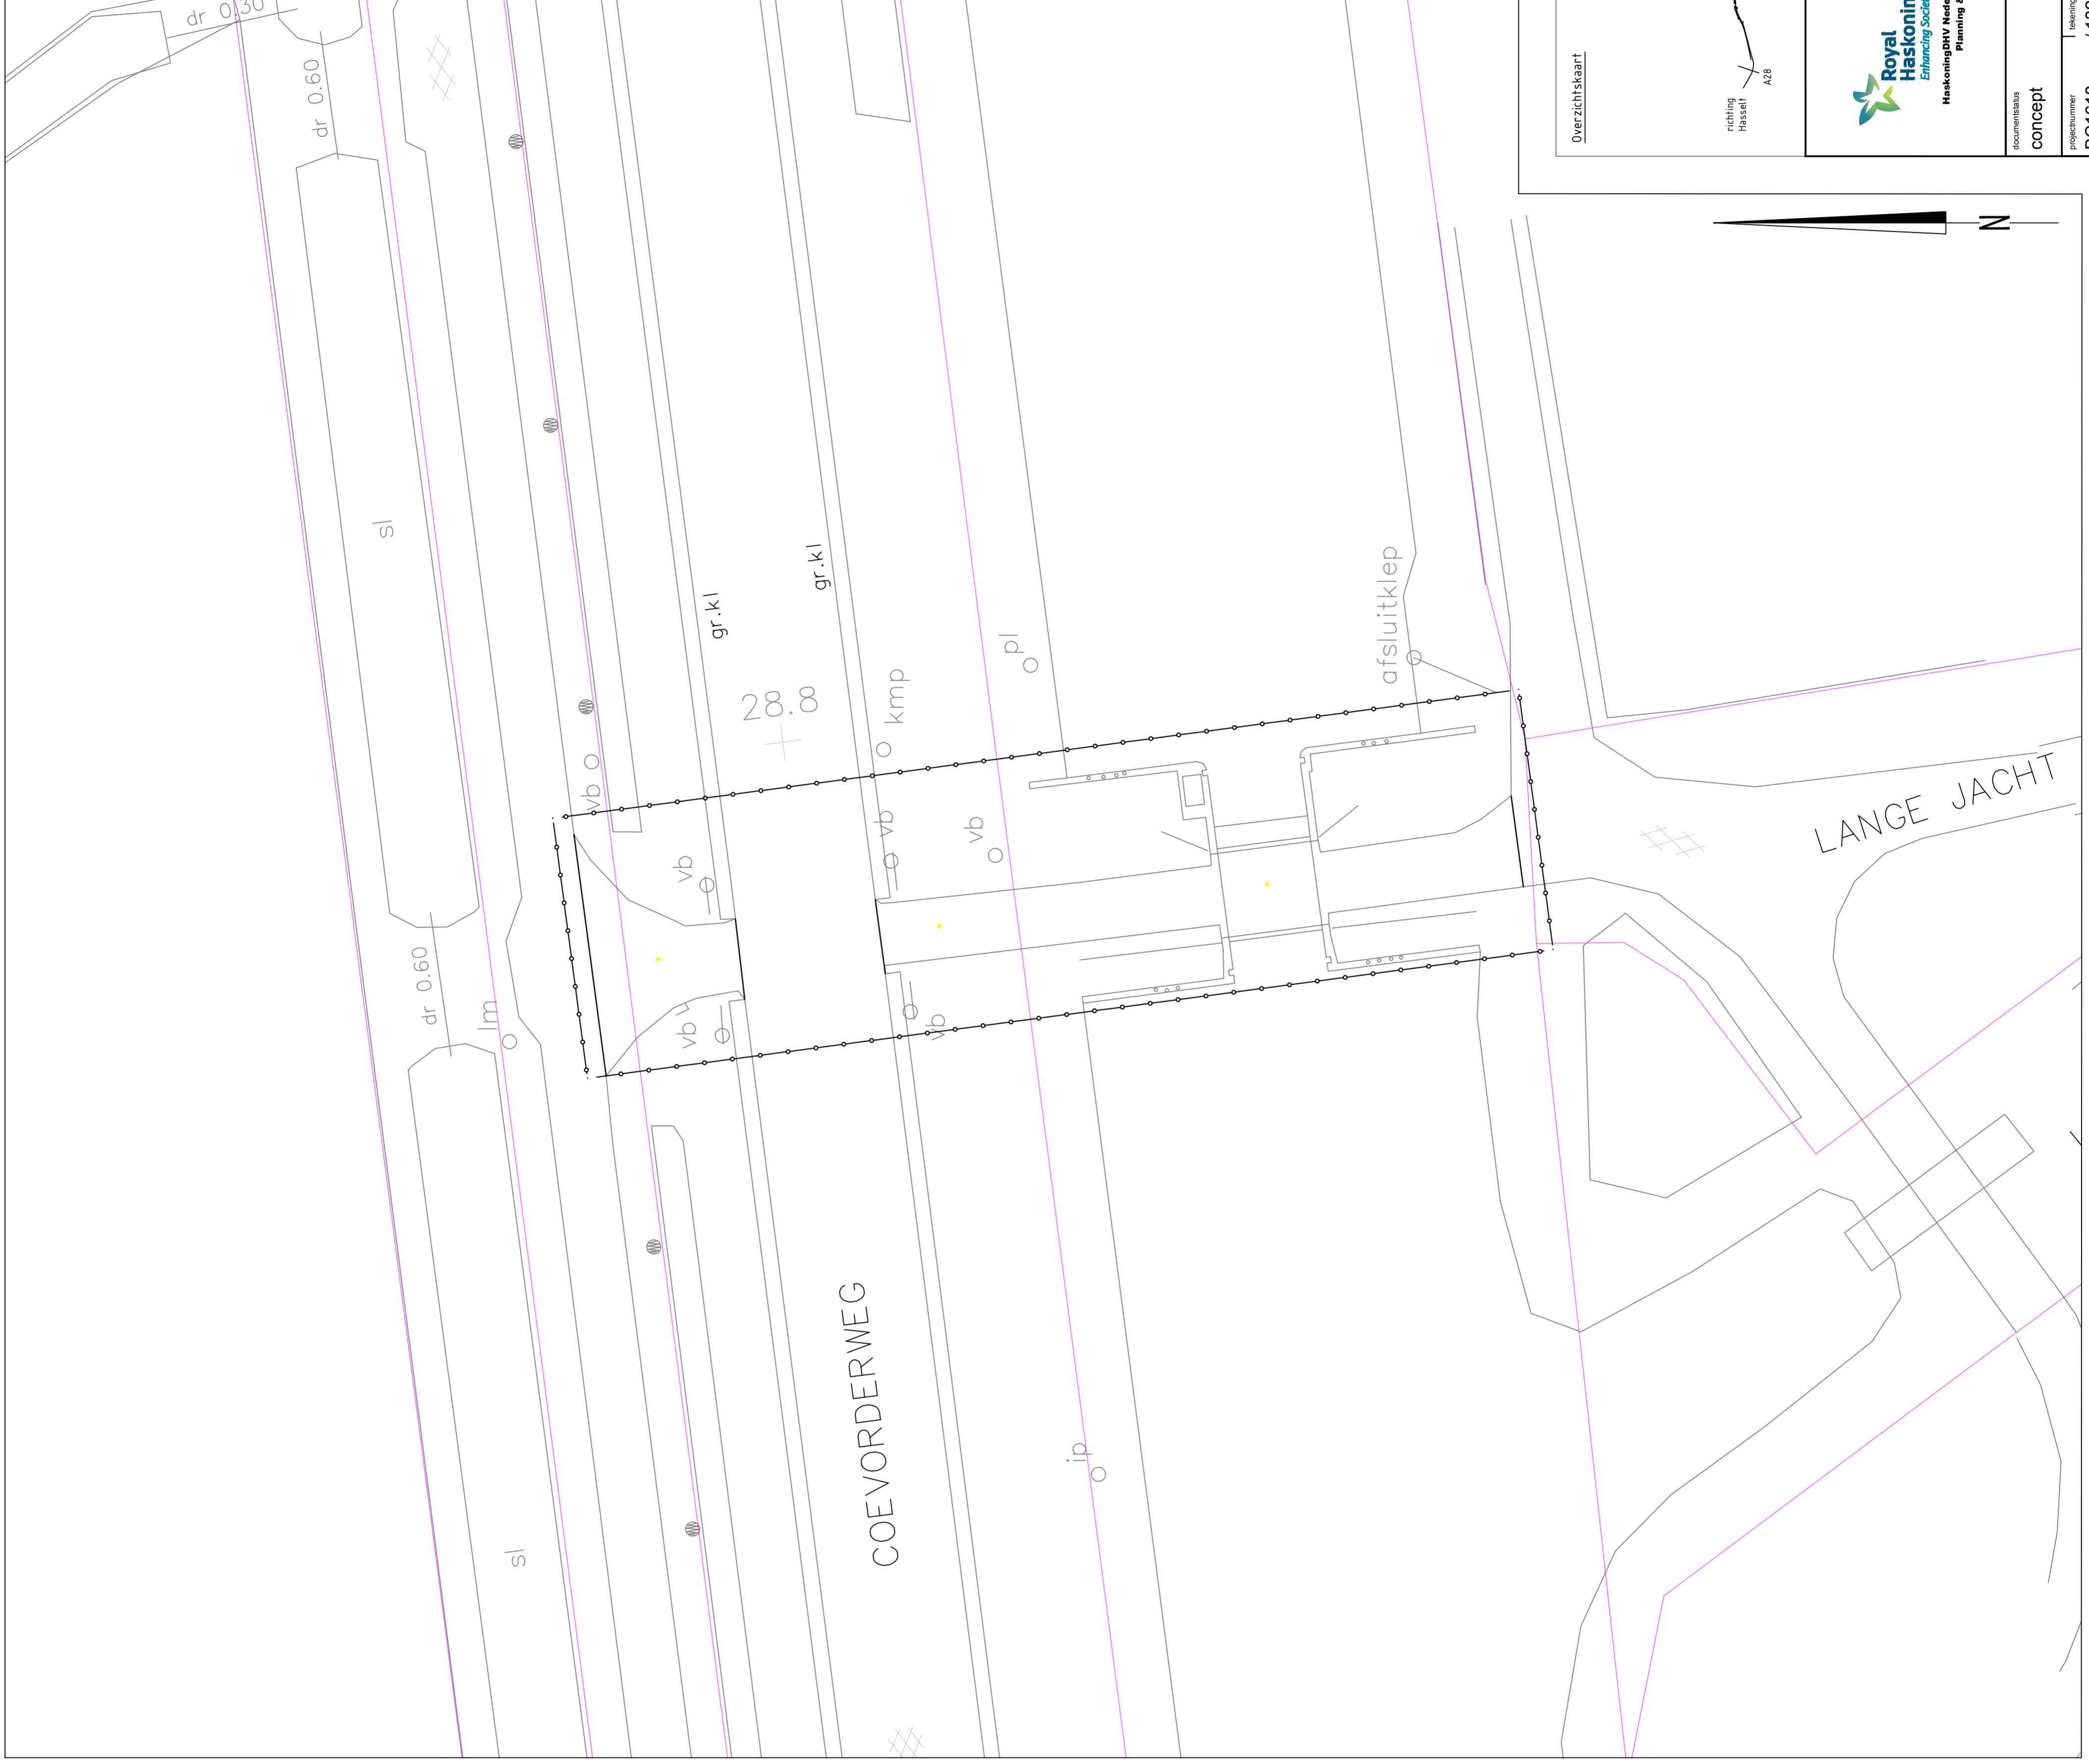 dr 0.30
dr 0.60
Overzichtskaart
richting
Hasselt
A28
Royal
Enhancing
HaskoningDHV
Planning
documentstatus
concept
projectnummer
N
sl
gr.kl
gr.kl
pl
afsluitklep
28.8
kmp
vb
vb
vb
vb
LANGE JACHT
dr 0.60
lm
vb
vb
COEVORDERWEG
ip
sl